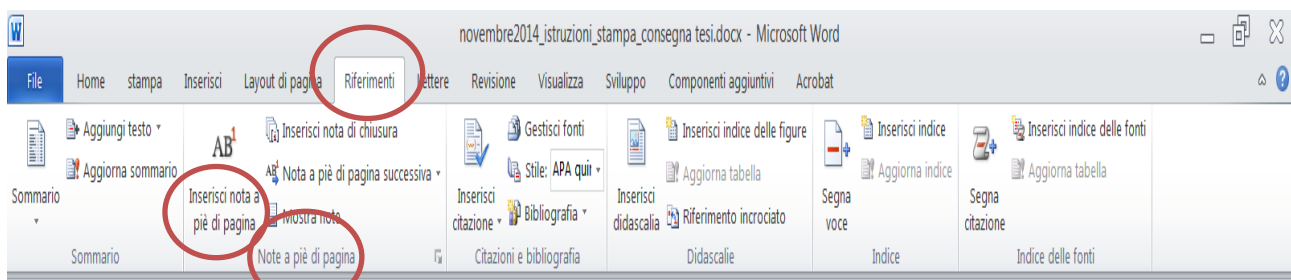 novembre2014_istruzioni_stampa_consegna tesi.docx - Microsoft Word
File Home stampa Inserisci Layout di pagina Riferimenti Lettere Revisione Visualizza Sviluppo Componenti aggiuntivi Acrobat
Aggiungi testo
Aggiorna sommario
Sommario
Sommario
AB1
Inserisci nota a
piè di pagina
Inserisci nota di chiusura
Nota a piè di pagina successiva
Mostra note
Note a piè di pagina
Inserisci
citazione
Gestisci fonti
Stile: APA quin
Bibliografia
Citazioni e bibliografia
Inserisci
didascalia
Inserisci indice delle figure
Aggiorna tabella
Riferimento incrociato
Didascalie
Segna
voce
Inserisci indice
Aggiorna indice
Indice
Segna
citazione
Inserisci indice delle fonti
Aggiorna tabella
Indice delle fonti